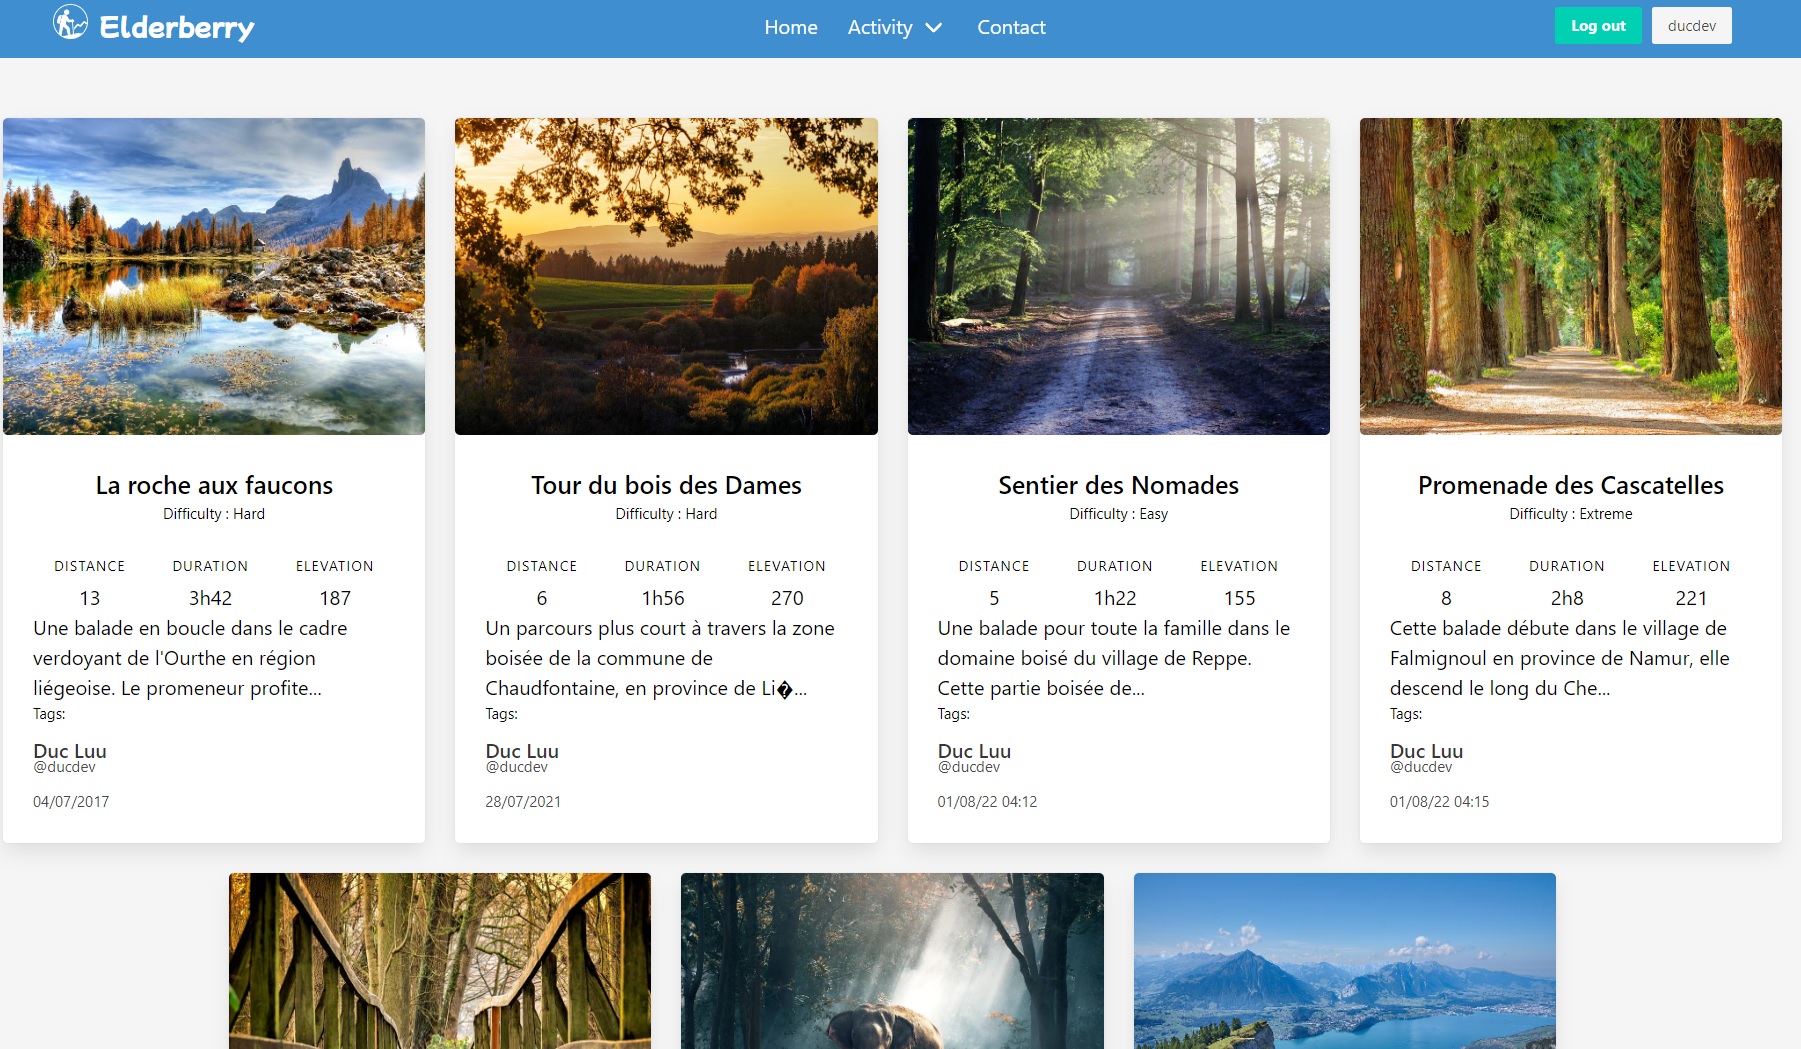 Elderberry
Home
Activity
Contact
Log out
ducdev
La roche aux faucons
Difficulty : Hard
DISTANCE DURATION ELEVATION
13 3h42 187
Une balade en boucle dans le cadre
verdoyant de l'Ourthe en région
liégeoise. Le promeneur profite...
Tags:
Duc Luu
@ducdev
04/07/2017
Tour du bois des Dames
Difficulty : Hard
DISTANCE DURATION ELEVATION
6 1h56 270
Un parcours plus court à travers la zone
boisée de la commune de
Chaudfontaine, en province de Li�...
Tags:
Duc Luu
@ducdev
28/07/2021
Sentier des Nomades
Difficulty : Easy
DISTANCE DURATION ELEVATION
5 1h22 155
Une balade pour toute la famille dans le
domaine boisé du village de Reppe.
Cette partie boisée de...
Tags:
Duc Luu
@ducdev
01/08/22 04:12
Promenade des Cascatelles
Difficulty : Extreme
DISTANCE DURATION ELEVATION
8 2h8 221
Cette balade débute dans le village de
Falmignoul en province de Namur, elle
descend le long du Che...
Tags:
Duc Luu
@ducdev
01/08/22 04:15